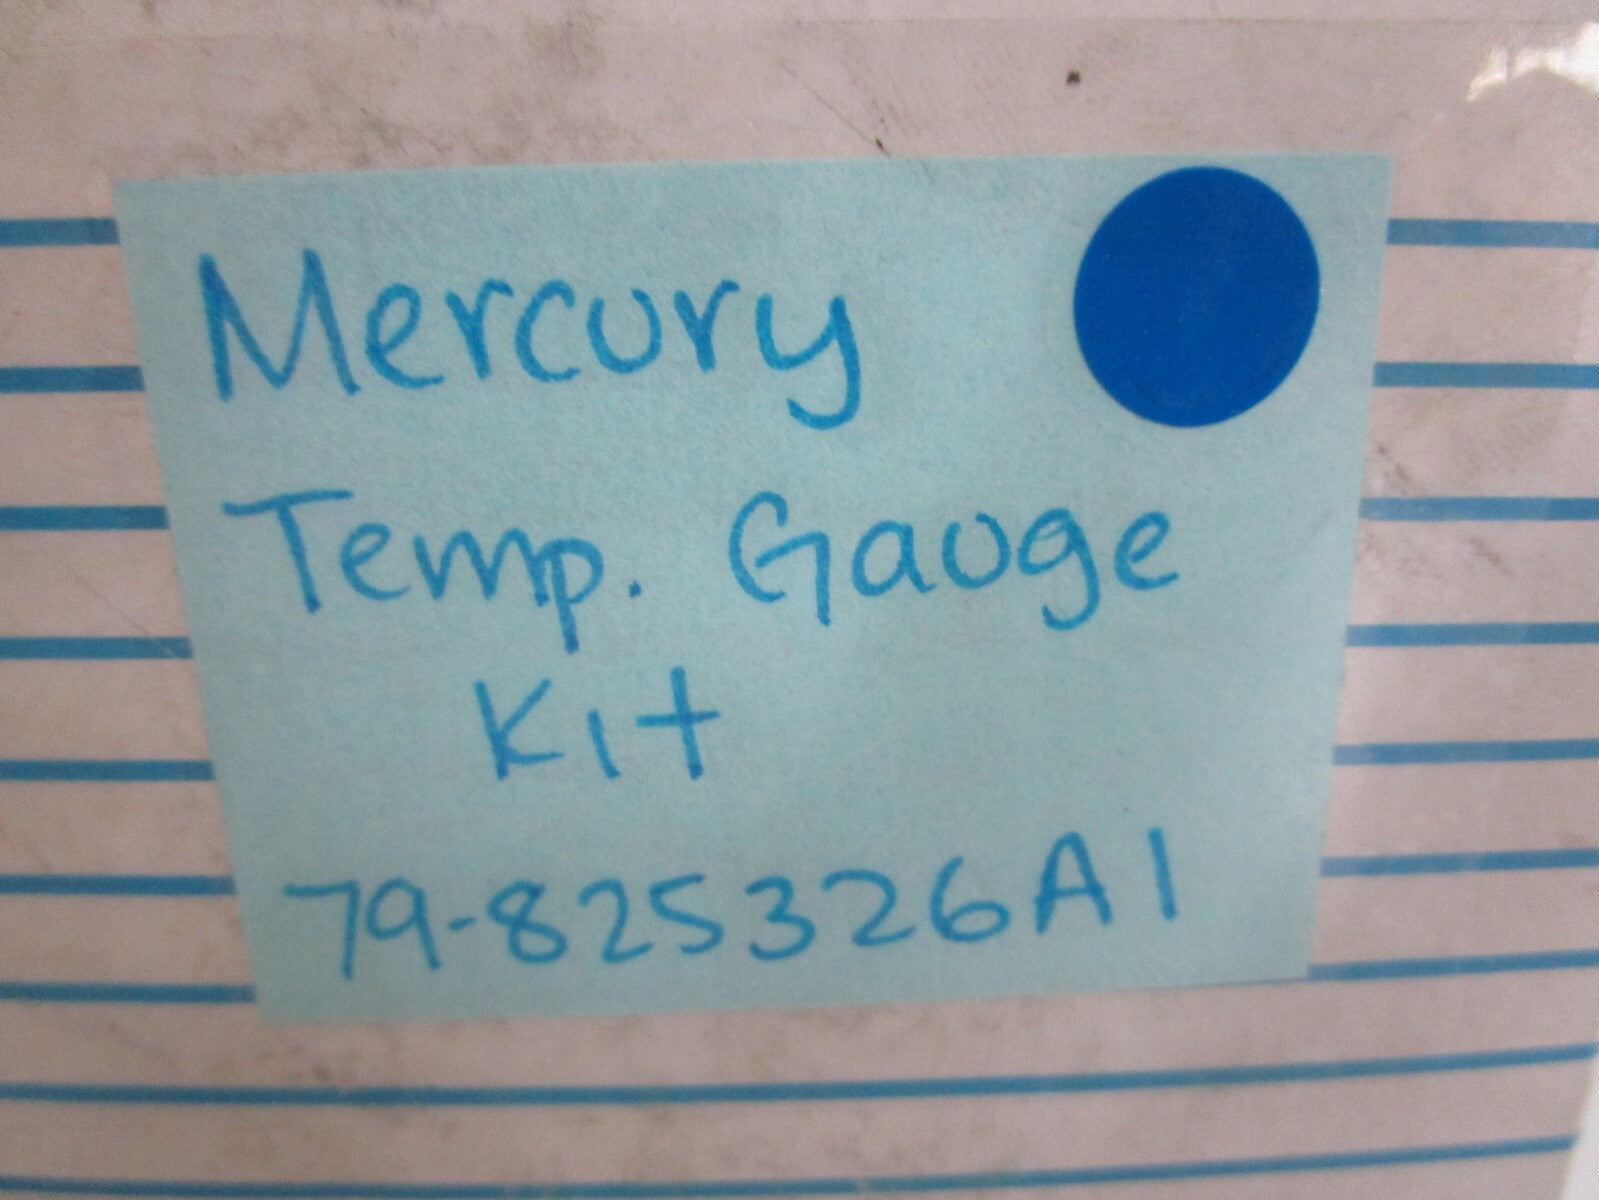 Mercury
Temp. Gauge
Kit
79-825326A1